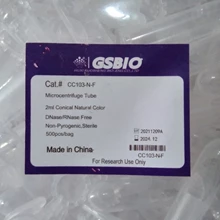 GSBIO
Cat.# CC103-N-F
Microcentrifuge Tube
2ml Conical Natural Color
DNase/RNase Free
Non-Pyrogenic, Sterile
500pcs/bag
Made in China
2024.12
CC103-N-F
For Research Use Only